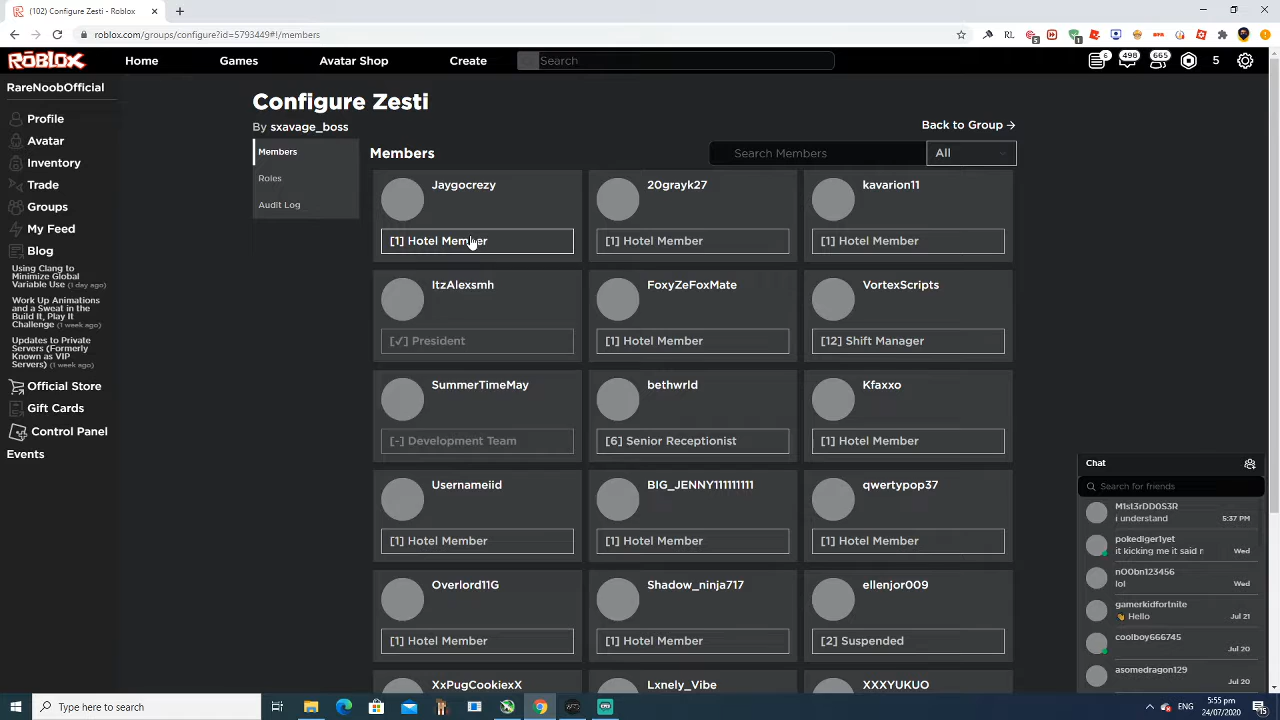 (102) Configure Zesti - Roblox
roblox.com/groups/configure?id=5793449#!/members
RL
5
1
ROBLOX
Home
Games
Avatar Shop
Create
Search
6
498
665
5
RareNoobOfficial
Profile
Avatar
Inventory
Trade
Groups
My Feed
Blog
Using Clang to
Minimize Global
Variable Use (1 day ago)
Work Up Animations
and a Sweat in the
Build It, Play It
Challenge (1 week ago)
Updates to Private
Servers (Formerly
Known as VIP
Servers) (1 week ago)
Official Store
Gift Cards
Control Panel
Events
Configure Zesti
By sxavage_boss
Back to Group
Members
Roles
Audit Log
Members
Search Members
All
Jaygocrezy
[1] Hotel Member
20grayk27
[1] Hotel Member
kavarion11
[1] Hotel Member
ItzAlexsmh
[✓] President
FoxyZeFoxMate
[1] Hotel Member
VortexScripts
[12] Shift Manager
SummerTimeMay
[-] Development Team
bethwrld
[6] Senior Receptionist
Kfaxxo
[1] Hotel Member
Usernameiid
[1] Hotel Member
BIG_JENNY111111111
[1] Hotel Member
qwertypop37
[1] Hotel Member
Overlord11G
[1] Hotel Member
Shadow_ninja717
[1] Hotel Member
ellenjor009
[2] Suspended
XxPugCookiexX
Lxnely_Vibe
XXXYUKUO
Chat
Search for friends
M1st3rDD0S3R
i understand
5:37 PM
pokediger1yet
it kicking me it said r
Wed
nO0bn123456
lol
Wed
gamerkidfortnite
👋 Hello
Jul 21
coolboy666745
Jul 20
asomedragon129
Jul 20
Type here to search
5:55 pm
24/07/2020